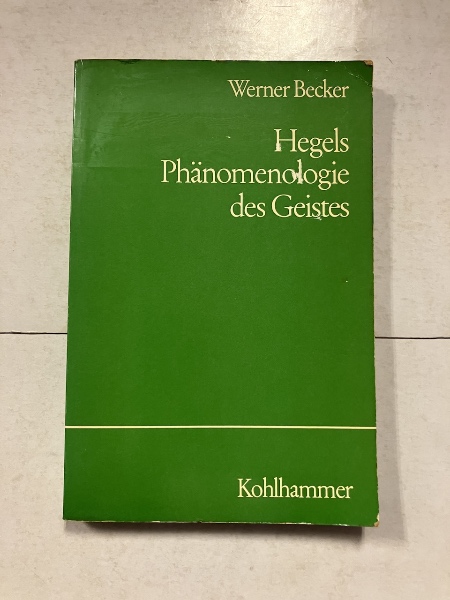 Werner Becker
Hegels
Phänomenologie
des Geistes
Kohlhammer